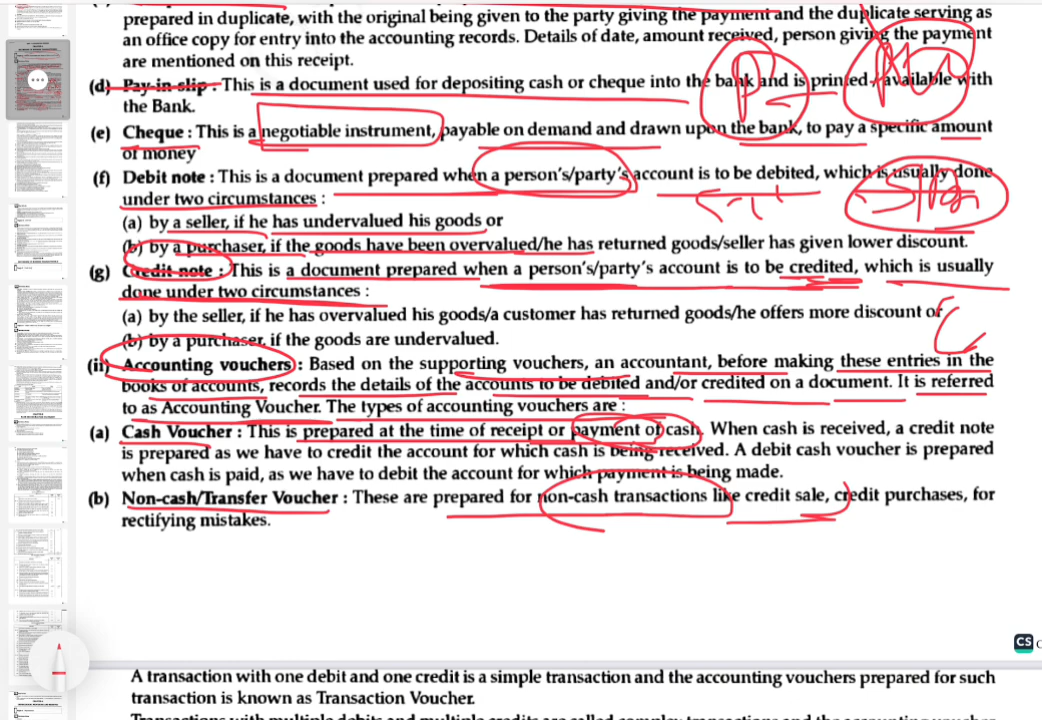 prepared in duplicate, with the original being given to the party giving the payment and the duplicate serving as
an office copy for entry into the accounting records. Details of date, amount received, person giving the payment
are mentioned on this receipt.
(d) Pay-in-slip : This is a document used for depositing cash or cheque into the bank and is printed, available with
the Bank.
(e) Cheque : This is a negotiable instrument, payable on demand and drawn upon the bank, to pay a specific amount
of money
(f) Debit note : This is a document prepared when a person's/party's account is to be debited, which is usually done
under two circumstances :
(a) by a seller, if he has undervalued his goods or
(b) by a purchaser, if the goods have been overvalued/he has returned goods/seller has given lower discount.
(g) Credit note : This is a document prepared when a person's/party's account is to be credited, which is usually
done under two circumstances :
(a) by the seller, if he has overvalued his goods/a customer has returned goods/he offers more discount or
(b) by a purchaser, if the goods are undervalued.
(ii) Accounting vouchers : Based on the supporting vouchers, an accountant, before making these entries in the
books of accounts, records the details of the accounts to be debited and/or credited on a document. It is referred
to as Accounting Voucher. The types of accounting vouchers are :
(a) Cash Voucher : This is prepared at the time of receipt or payment of cash. When cash is received, a credit note
is prepared as we have to credit the account for which cash is being received. A debit cash voucher is prepared
when cash is paid, as we have to debit the account for which payment is being made.
(b) Non-cash/Transfer Voucher : These are prepared for non-cash transactions like credit sale, credit purchases, for
rectifying mistakes.
CS
A transaction with one debit and one credit is a simple transaction and the accounting vouchers prepared for such
transaction is known as Transaction Voucher.